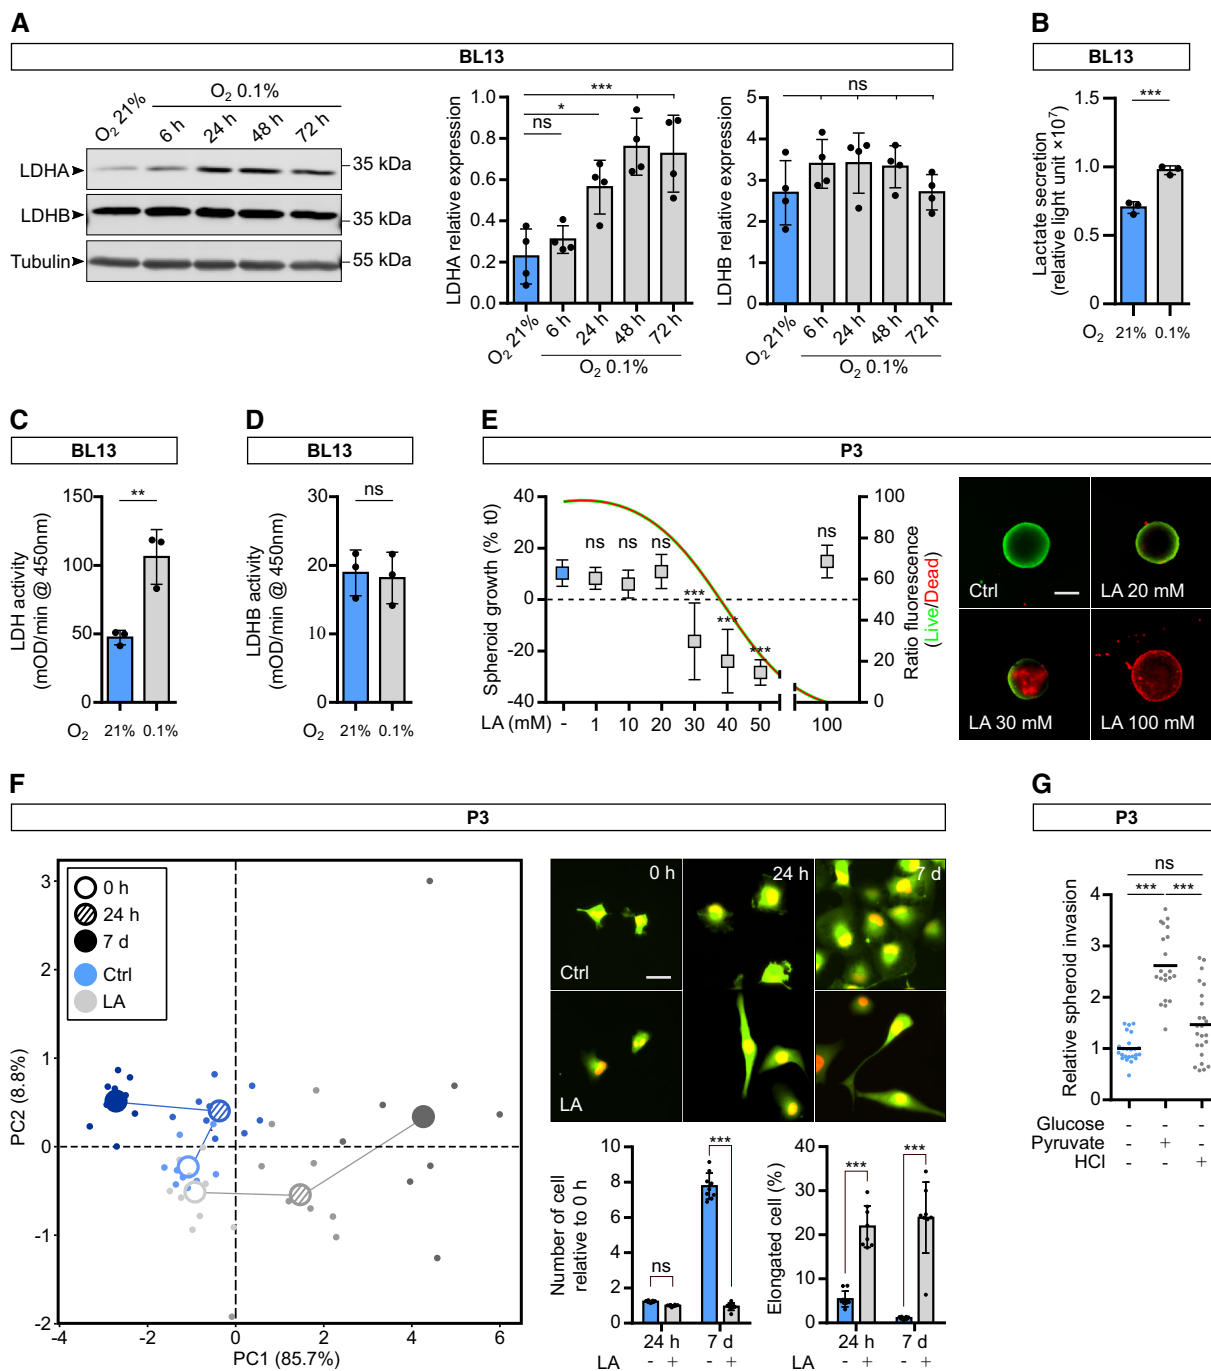 A
BL13
O2 21%
O2 0.1%
6 h
24 h
48 h
72 h
LDHA
35 kDa
LDHB
35 kDa
Tubulin
55 kDa
LDHA relative expression
1.0
0.8
0.6
0.4
0.2
0.0
***
*
ns
O2 21%
6 h
24 h
48 h
72 h
O2 0.1%
LDHB relative expression
5
4
3
2
1
0
ns
O2 21%
6 h
24 h
48 h
72 h
O2 0.1%
B
BL13
Lactate secretion
(relative light unit ×10⁷)
1.5
1.0
0.5
0
***
O2 21% 0.1%
C
BL13
LDH activity
(mOD/min @ 450nm)
150
100
50
0
**
O2 21% 0.1%
D
BL13
LDHB activity
(mOD/min @ 450nm)
30
20
10
0
ns
21% 0.1%
E
P3
Spheroid growth (% t0)
40
20
0
-20
-40
ns ns ns *** *** *** ns
100
80
60
40
20
0
Ratio fluorescence
(Live/Dead)
LA (mM) - 1 10 20 30 40 50 100
Ctrl
LA 20 mM
LA 30 mM
LA 100 mM
F
P3
0 h
24 h
7 d
Ctrl
LA
PC2 (8.8%)
3
2
1
0
-1
-2
-4 -2 0 2 4 6
PC1 (85.7%)
0 h
24 h
7 d
Ctrl
LA
Number of cell
relative to 0 h
10
8
6
4
2
0
ns
***
24 h 7 d
LA - + - +
Elongated cell (%)
40
30
20
10
0
***
***
24 h 7 d
LA - + - +
G
P3
Relative spheroid invasion
4
3
2
1
0
ns
*** ***
Glucose - - -
Pyruvate - + -
HCl - - +